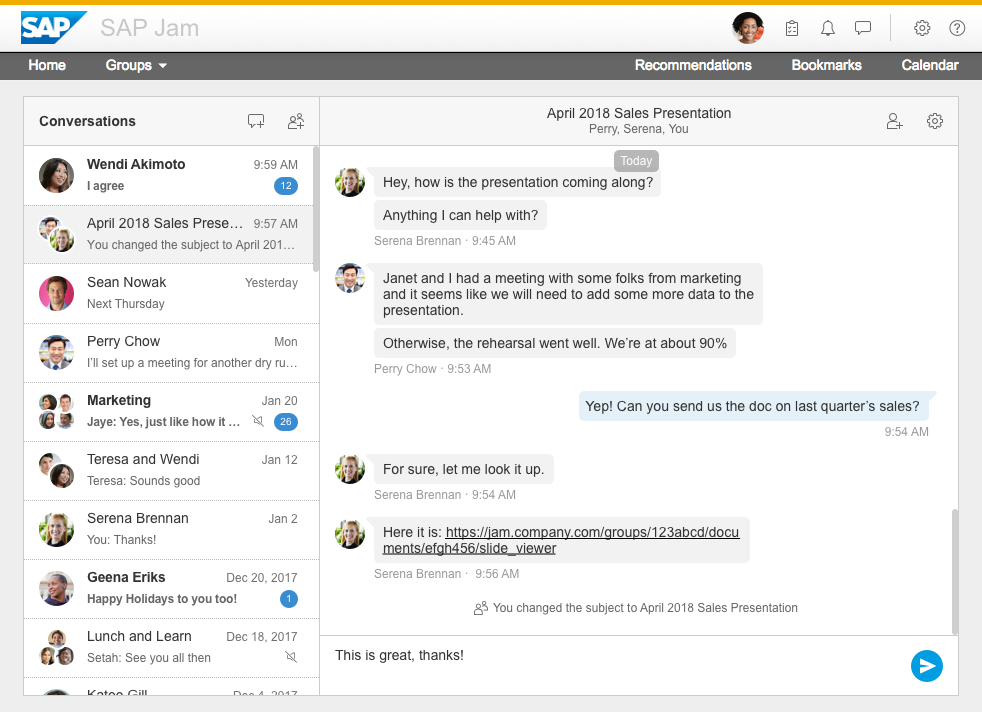 SAP SAP Jam
Home Groups Recommendations Bookmarks Calendar
Conversations
Wendi Akimoto 9:59 AM
I agree 12
April 2018 Sales Prese… 9:57 AM
You changed the subject to April 201…
Sean Nowak Yesterday
Next Thursday
Perry Chow Mon
I’ll set up a meeting for another dry ru…
Marketing Jan 20
Jaye: Yes, just like how it … 26
Teresa and Wendi Jan 12
Teresa: Sounds good
Serena Brennan Jan 2
You: Thanks!
Geena Eriks Dec 20, 2017
Happy Holidays to you too! 1
Lunch and Learn Dec 18, 2017
Setah: See you all then
Katee Gill Dec 4, 2017
April 2018 Sales Presentation
Perry, Serena, You
Today
Hey, how is the presentation coming along?
Anything I can help with?
Serena Brennan · 9:45 AM
Janet and I had a meeting with some folks from marketing
and it seems like we will need to add some more data to the
presentation.
Otherwise, the rehearsal went well. We’re at about 90%
Perry Chow · 9:53 AM
Yep! Can you send us the doc on last quarter’s sales?
9:54 AM
For sure, let me look it up.
Serena Brennan · 9:54 AM
Here it is: https://jam.company.com/groups/123abcd/docu
ments/efgh456/slide_viewer
Serena Brennan · 9:56 AM
You changed the subject to April 2018 Sales Presentation
This is great, thanks!